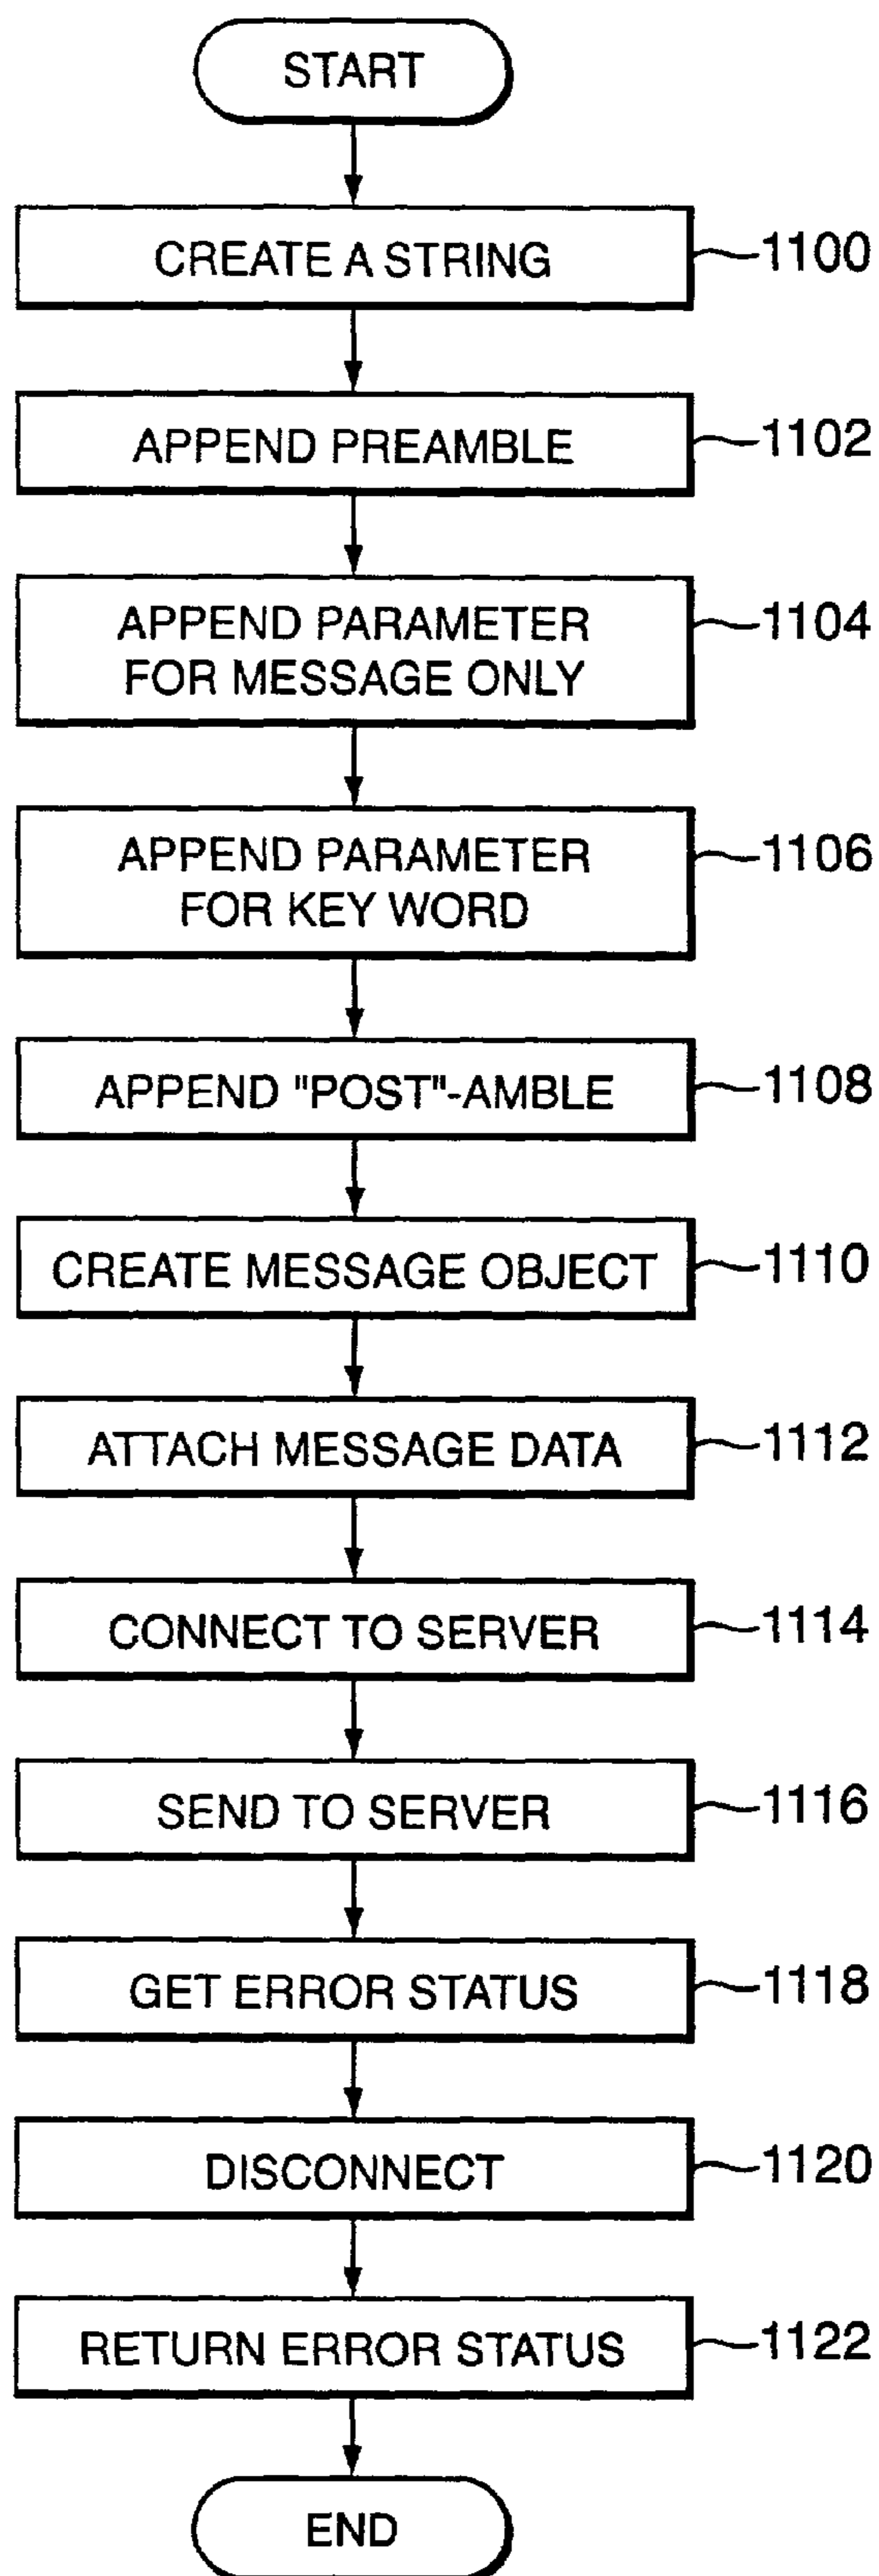 START
CREATE A STRING
1100
APPEND PREAMBLE
1102
APPEND PARAMETER
FOR MESSAGE ONLY
1104
APPEND PARAMETER
FOR KEY WORD
1106
APPEND "POST"-AMBLE
1108
CREATE MESSAGE OBJECT
1110
ATTACH MESSAGE DATA
1112
CONNECT TO SERVER
1114
SEND TO SERVER
1116
GET ERROR STATUS
1118
DISCONNECT
1120
RETURN ERROR STATUS
1122
END